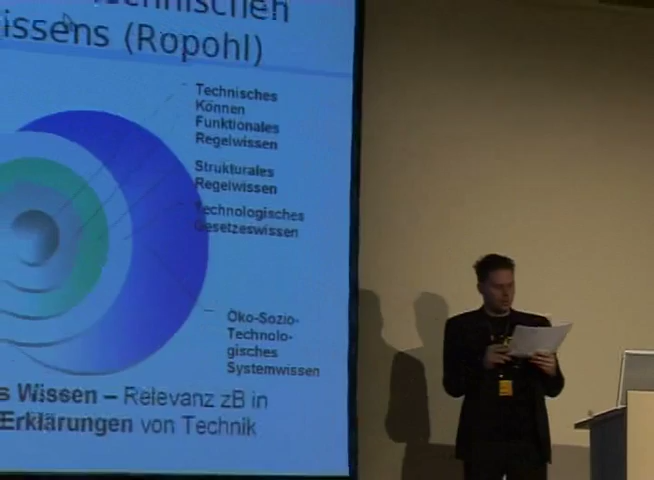 technischen
issens (Ropohl)
Technisches
Können
Funktionales
Regelwissen
Strukturales
Regelwissen
Technologisches
Gesetzeswissen
Öko-Sozio-
Technolo-
gisches
Systemwissen
s Wissen – Relevanz zB in
Erklärungen von Technik